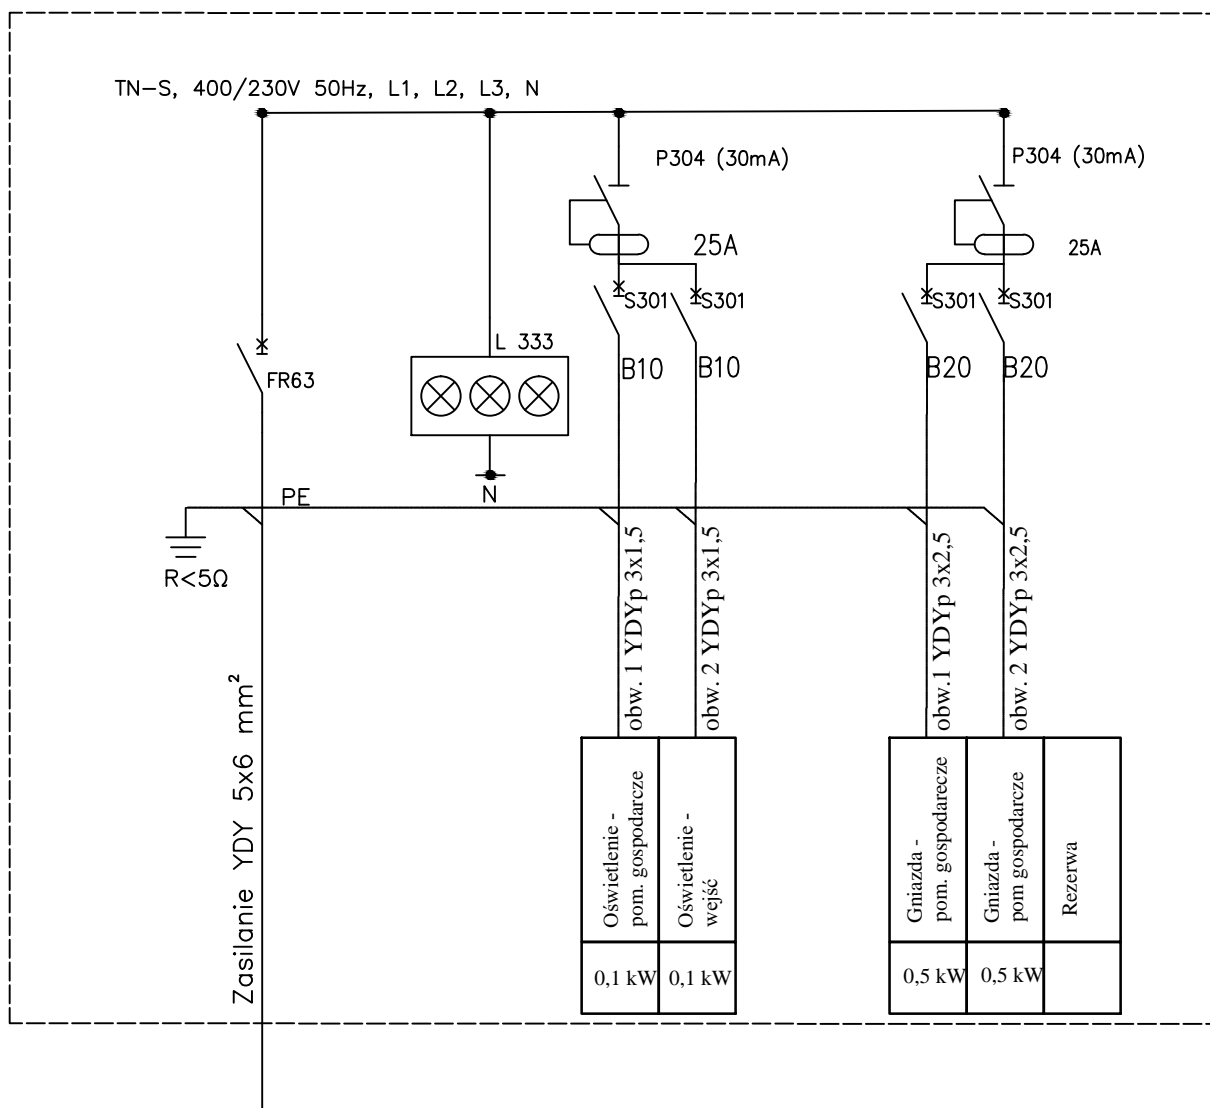 TN-S, 400/230V 50Hz, L1, L2, L3, N
P304 (30mA)
P304 (30mA)
25A
25A
S301
S301
S301
S301
L 333
FR63
B10
B10
B20
B20
PE
N
R<5Ω
Zasilanie YDY 5x6 mm²
obw. 1 YDYp 3x1,5
obw. 2 YDYp 3x1,5
obw.1 YDYp 3x2,5
obw. 2 YDYp 3x2,5
Oświetlenie -
pom. gospodarcze
Oświetlenie -
wejść
Gniazda -
pom. gospodarecze
Gniazda -
pom gospodarcze
Rezerwa
0,1 kW
0,1 kW
0,5 kW
0,5 kW